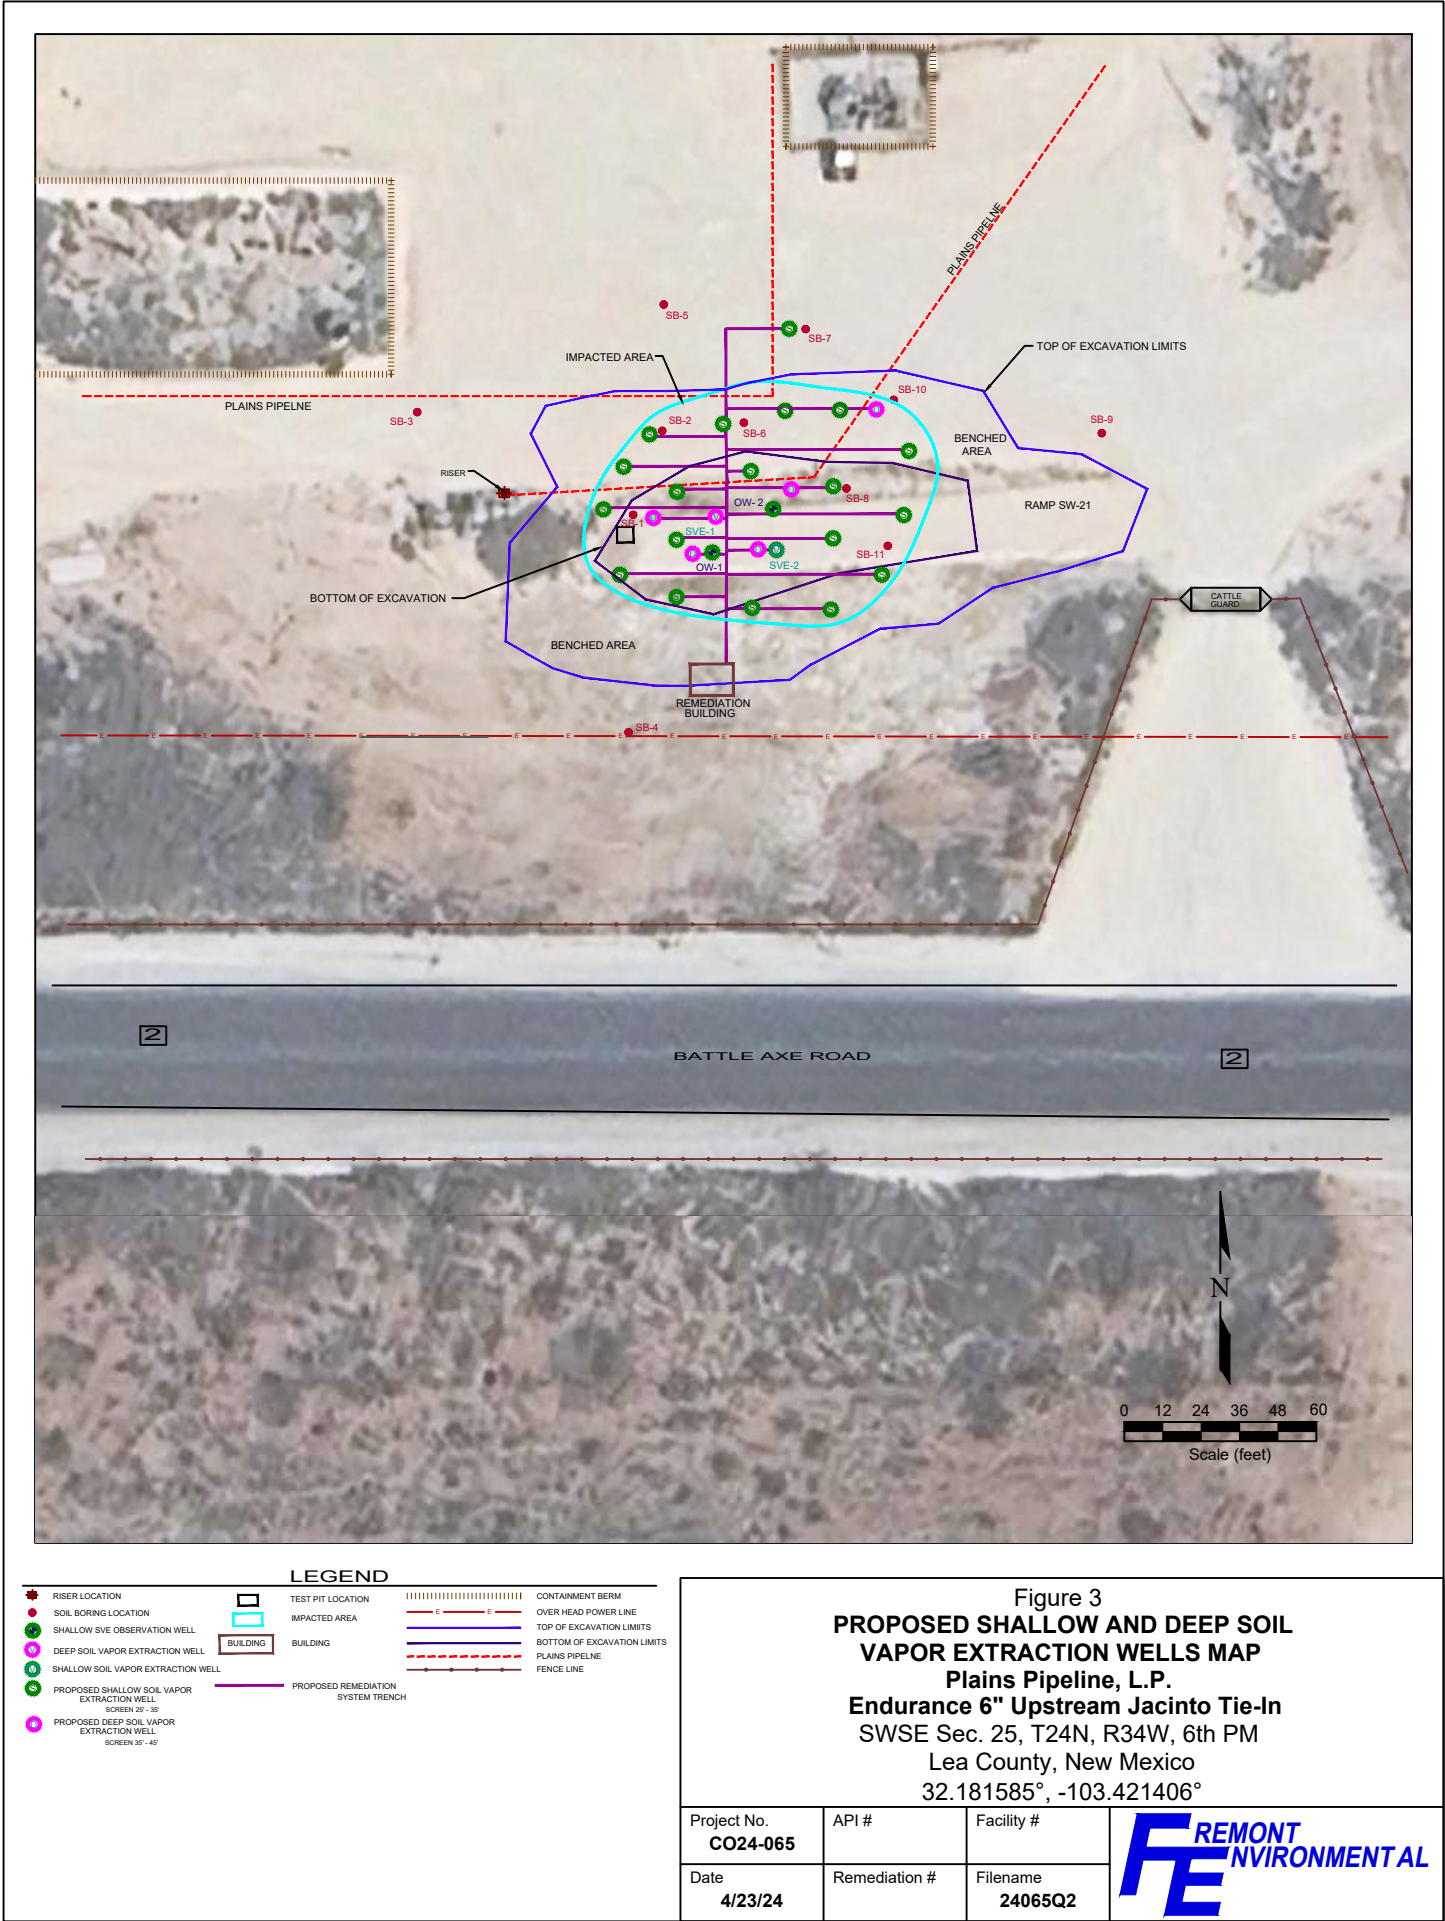 PLAINS PIPELNE
SB-5
SB-7
IMPACTED AREA
TOP OF EXCAVATION LIMITS
PLAINS PIPELNE
SB-3
SB-2
SB-6
SB-10
SB-9
BENCHED
AREA
RISER
OW- 2
SB-8
RAMP SW-21
SB-1
SVE-1
SB-11
OW-1
SVE-2
BOTTOM OF EXCAVATION
BENCHED AREA
CATTLE
GUARD
REMEDIATION
BUILDING
SB-4
E E E E E E E E E E E E E E E E E E E E E E E E E
2
BATTLE AXE ROAD
2
N
0 12 24 36 48 60
Scale (feet)
LEGEND
RISER LOCATION
SOIL BORING LOCATION
SHALLOW SVE OBSERVATION WELL
DEEP SOIL VAPOR EXTRACTION WELL
SHALLOW SOIL VAPOR EXTRACTION WELL
PROPOSED SHALLOW SOIL VAPOR
EXTRACTION WELL
SCREEN 25' - 35'
PROPOSED DEEP SOIL VAPOR
EXTRACTION WELL
SCREEN 35' - 45'
TEST PIT LOCATION
IMPACTED AREA
BUILDING BUILDING
PROPOSED REMEDIATION
SYSTEM TRENCH
CONTAINMENT BERM
E E OVER HEAD POWER LINE
TOP OF EXCAVATION LIMIITS
BOTTOM OF EXCAVATION LIMITS
PLAINS PIPELNE
FENCE LINE
Figure 3
PROPOSED SHALLOW AND DEEP SOIL
VAPOR EXTRACTION WELLS MAP
Plains Pipeline, L.P.
Endurance 6" Upstream Jacinto Tie-In
SWSE Sec. 25, T24N, R34W, 6th PM
Lea County, New Mexico
32.181585°, -103.421406°
Project No.
CO24-065
API #
Facility #
Date
4/23/24
Remediation #
Filename
24065Q2
FREMONT
ENVIRONMENTAL